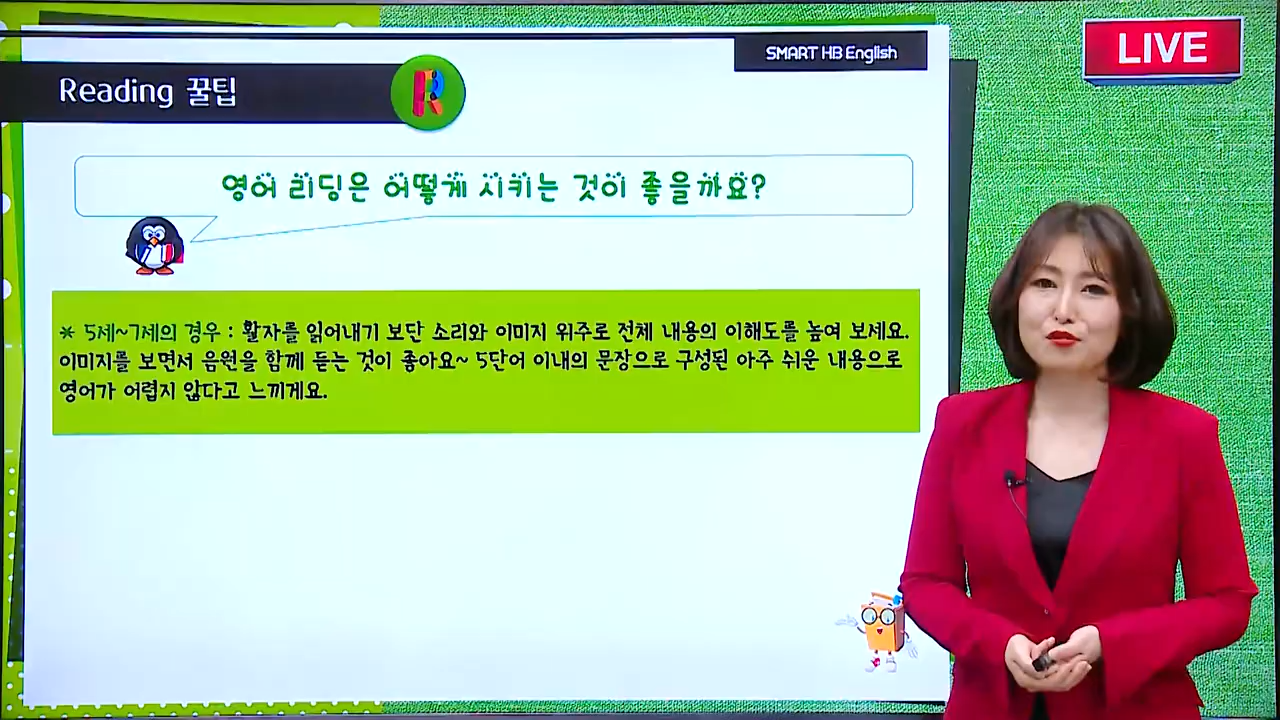 SMART HB English
LIVE
Reading 꿀팁
R
영어 리딩은 어떻게 시키는 것이 좋을까요?
* 5세~7세의 경우 : 활자를 읽어내기 보단 소리와 이미지 위주로 전체 내용의 이해도를 높여 보세요.
이미지를 보면서 음원을 함께 듣는 것이 좋아요~ 5단어 이내의 문장으로 구성된 아주 쉬운 내용으로
영어가 어렵지 않다고 느끼게요.